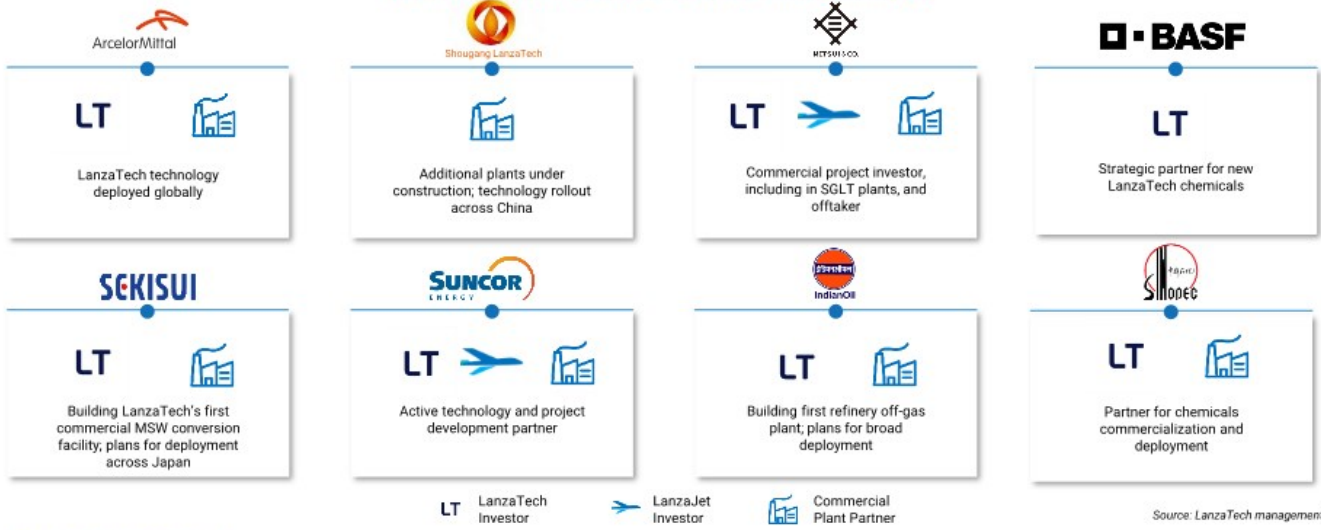 ArcelorMittal
LT
LanzaTech technology
deployed globally
Shougang LanzaTech
Additional plants under
construction; technology rollout
across China
MITSUI & CO.
LT
Commercial project investor,
including in SGLT plants, and
offtaker
BASF
LT
Strategic partner for new
LanzaTech chemicals
SEKISUI
LT
Building LanzaTech's first
commercial MSW conversion
facility; plans for deployment
across Japan
SUNCOR
ENERGY
LT
Active technology and project
development partner
इंडियनऑयल
IndianOil
LT
Building first refinery off-gas
plant; plans for broad
deployment
SINOPEC
LT
Partner for chemicals
commercialization and
deployment
LT LanzaTech
Investor
LanzaJet
Investor
Commercial
Plant Partner
Source: LanzaTech management